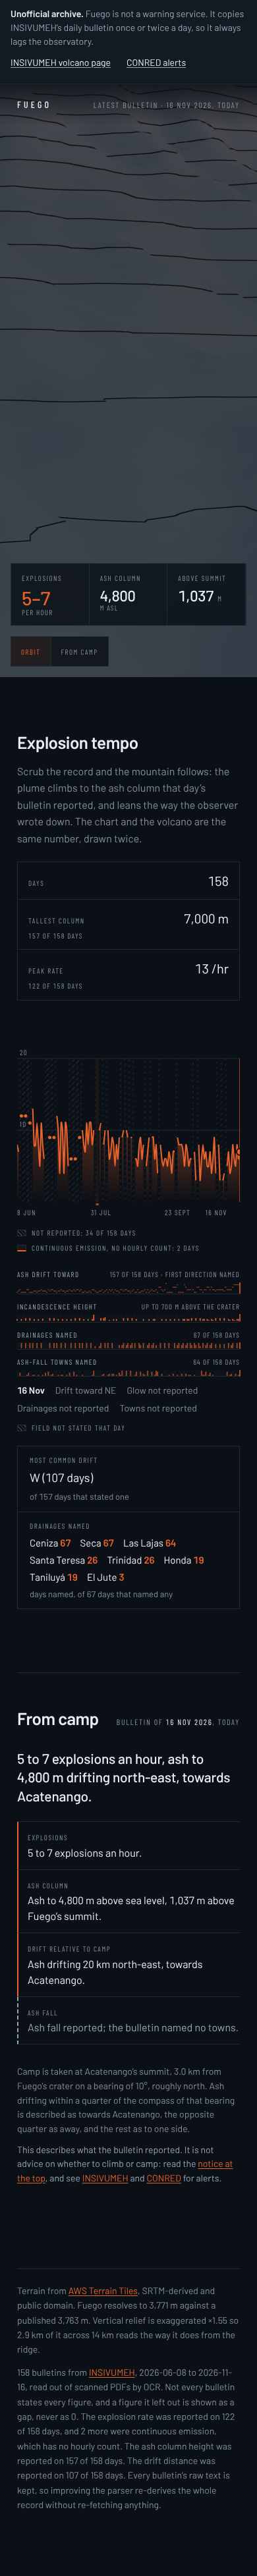 Unofficial archive. Fuego is not a warning service. It copies
INSIVUMEH's daily bulletin once or twice a day, so it always
lags the observatory.
INSIVUMEH volcano page CONRED alerts
FUEGO LATEST BULLETIN · 16 NOV 2026, TODAY
EXPLOSIONS
5–7
PER HOUR
ASH COLUMN
4,800
M ASL
ABOVE SUMMIT
1,037 M
ORBIT FROM CAMP
Explosion tempo
Scrub the record and the mountain follows: the
plume climbs to the ash column that day's
bulletin reported, and leans the way the observer
wrote down. The chart and the volcano are the
same number, drawn twice.
DAYS 158
TALLEST COLUMN 7,000 m
157 OF 158 DAYS
PEAK RATE 13 /hr
122 OF 158 DAYS
20
10
8 JUN 31 JUL 23 SEPT 16 NOV
NOT REPORTED: 34 OF 158 DAYS
CONTINUOUS EMISSION, NO HOURLY COUNT: 2 DAYS
ASH DRIFT TOWARD 157 OF 158 DAYS · FIRST DIRECTION NAMED
INCANDESCENCE HEIGHT UP TO 700 M ABOVE THE CRATER
DRAINAGES NAMED 67 OF 158 DAYS
ASH-FALL TOWNS NAMED 64 OF 158 DAYS
16 Nov Drift toward NE Glow not reported
Drainages not reported Towns not reported
FIELD NOT STATED THAT DAY
MOST COMMON DRIFT
W (107 days)
of 157 days that stated one
DRAINAGES NAMED
Ceniza 67 Seca 67 Las Lajas 64
Santa Teresa 26 Trinidad 26 Honda 19
Taniluyá 19 El Jute 3
days named, of 67 days that named any
From camp BULLETIN OF 16 NOV 2026, TODAY
5 to 7 explosions an hour, ash to
4,800 m drifting north-east, towards
Acatenango.
EXPLOSIONS
5 to 7 explosions an hour.
ASH COLUMN
Ash to 4,800 m above sea level, 1,037 m above
Fuego's summit.
DRIFT RELATIVE TO CAMP
Ash drifting 20 km north-east, towards
Acatenango.
ASH FALL
Ash fall reported; the bulletin named no towns.
Camp is taken at Acatenango's summit, 3.0 km from
Fuego's crater on a bearing of 10°, roughly north. Ash
drifting within a quarter of the compass of that bearing
is described as towards Acatenango, the opposite
quarter as away, and the rest as to one side.
This describes what the bulletin reported. It is not
advice on whether to climb or camp: read the notice at
the top, and see INSIVUMEH and CONRED for alerts.
Terrain from AWS Terrain Tiles, SRTM-derived and
public domain. Fuego resolves to 3,771 m against a
published 3,763 m. Vertical relief is exaggerated ×1.55 so
2.9 km of it across 14 km reads the way it does from the
ridge.
158 bulletins from INSIVUMEH, 2026-06-08 to 2026-11-
16, read out of scanned PDFs by OCR. Not every bulletin
states every figure, and a figure it left out is shown as a
gap, never as 0. The explosion rate was reported on 122
of 158 days, and 2 more were continuous emission,
which has no hourly count. The ash column height was
reported on 157 of 158 days. The drift distance was
reported on 107 of 158 days. Every bulletin's raw text is
kept, so improving the parser re-derives the whole
record without re-fetching anything.